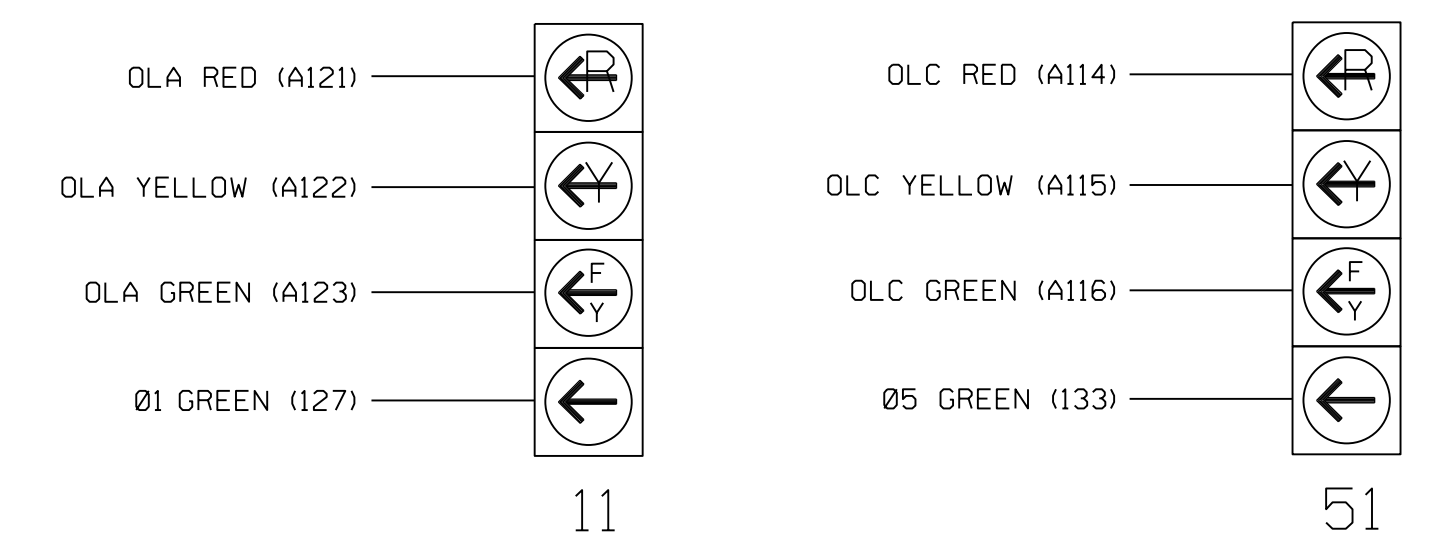 OLA RED (A121)
R
OLA YELLOW (A122)
Y
OLA GREEN (A123)
F
Y
Ø1 GREEN (127)
11
OLC RED (A114)
R
OLC YELLOW (A115)
Y
OLC GREEN (A116)
F
Y
Ø5 GREEN (133)
51